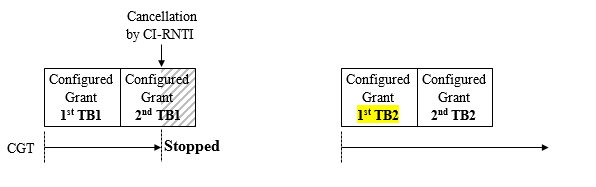 Cancellation
by CI-RNTI
Configured
Grant
1st TB1
Configured
Grant
2nd TB1
Configured
Grant
1st TB2
Configured
Grant
2nd TB2
CGT
Stopped